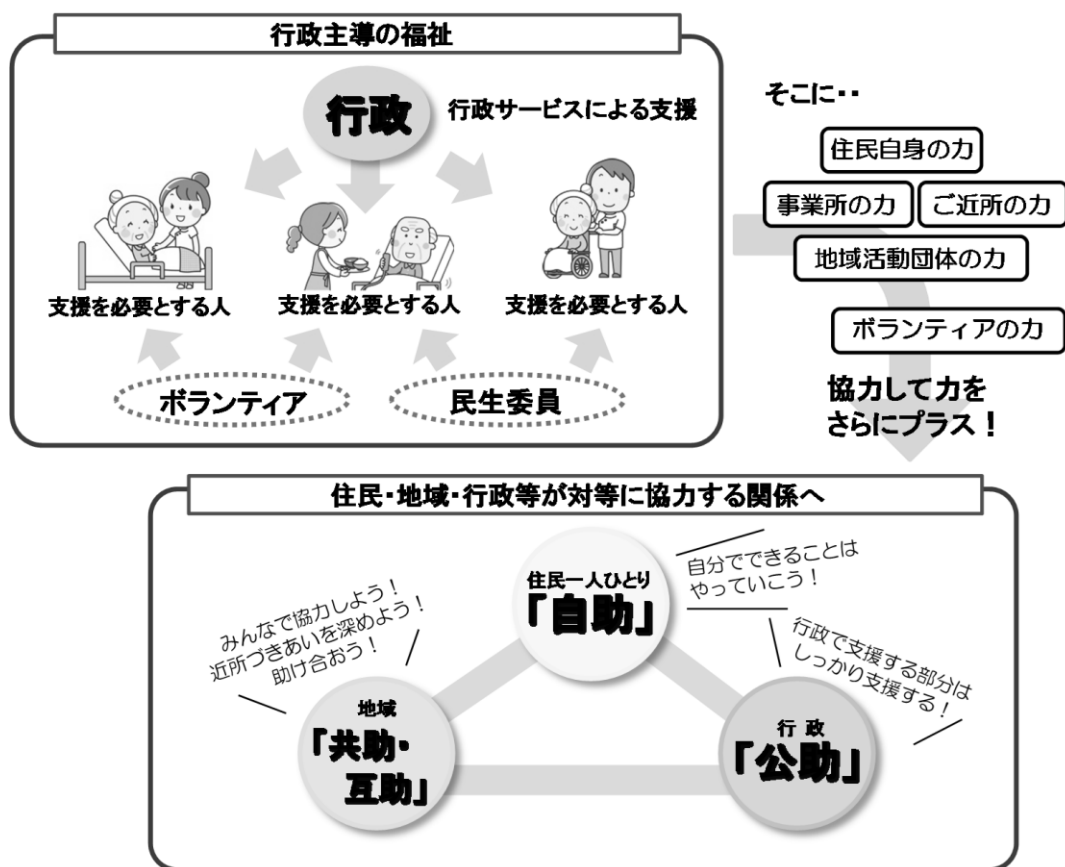 行政主導の福祉
行政
行政サービスによる支援
支援を必要とする人
支援を必要とする人
支援を必要とする人
ボランティア
民生委員
そこに・・
住民自身の力
事業所の力
ご近所の力
地域活動団体の力
ボランティアの力
協力して力を
さらにプラス！
住民・地域・行政等が対等に協力する関係へ
住民一人ひとり
「自助」
自分でできることは
やっていこう！
みんなで協力しよう！
近所づきあいを深めよう！
助け合おう！
地域
「共助・
互助」
行政で支援する部分は
しっかり支援する！
行政
「公助」